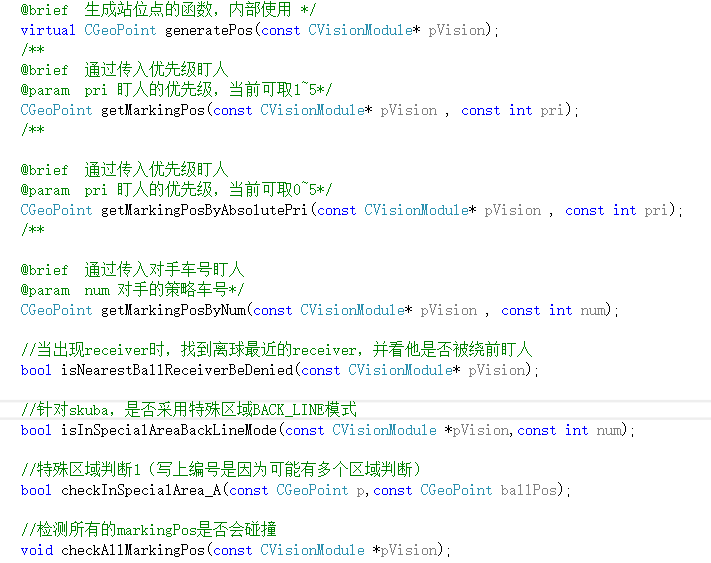 @brief 生成站位点的函数，内部使用 */
virtual CGeoPoint generatePos(const CVisionModule* pVision);
/**
@brief 通过传入优先级盯人
@param pri 盯人的优先级，当前可取1~5*/
CGeoPoint getMarkingPos(const CVisionModule* pVision , const int pri);
/**
@brief 通过传入优先级盯人
@param pri 盯人的优先级，当前可取0~5*/
CGeoPoint getMarkingPosByAbsolutePri(const CVisionModule* pVision , const int pri);
/**
@brief 通过传入对手车号盯人
@param num 对手的策略车号*/
CGeoPoint getMarkingPosByNum(const CVisionModule* pVision , const int num);
//当出现receiver时，找到离球最近的receiver，并看他是否被绕前盯人
bool isNearestBallReceiverBeDenied(const CVisionModule* pVision);
//针对skuba，是否采用特殊区域BACK_LINE模式
bool isInSpecialAreaBackLineMode(const CVisionModule *pVision,const int num);
//特殊区域判断1（写上编号是因为可能有多个区域判断）
bool checkInSpecialArea_A(const CGeoPoint p,const CGeoPoint ballPos);
//检测所有的markingPos是否会碰撞
void checkAllMarkingPos(const CVisionModule *pVision);